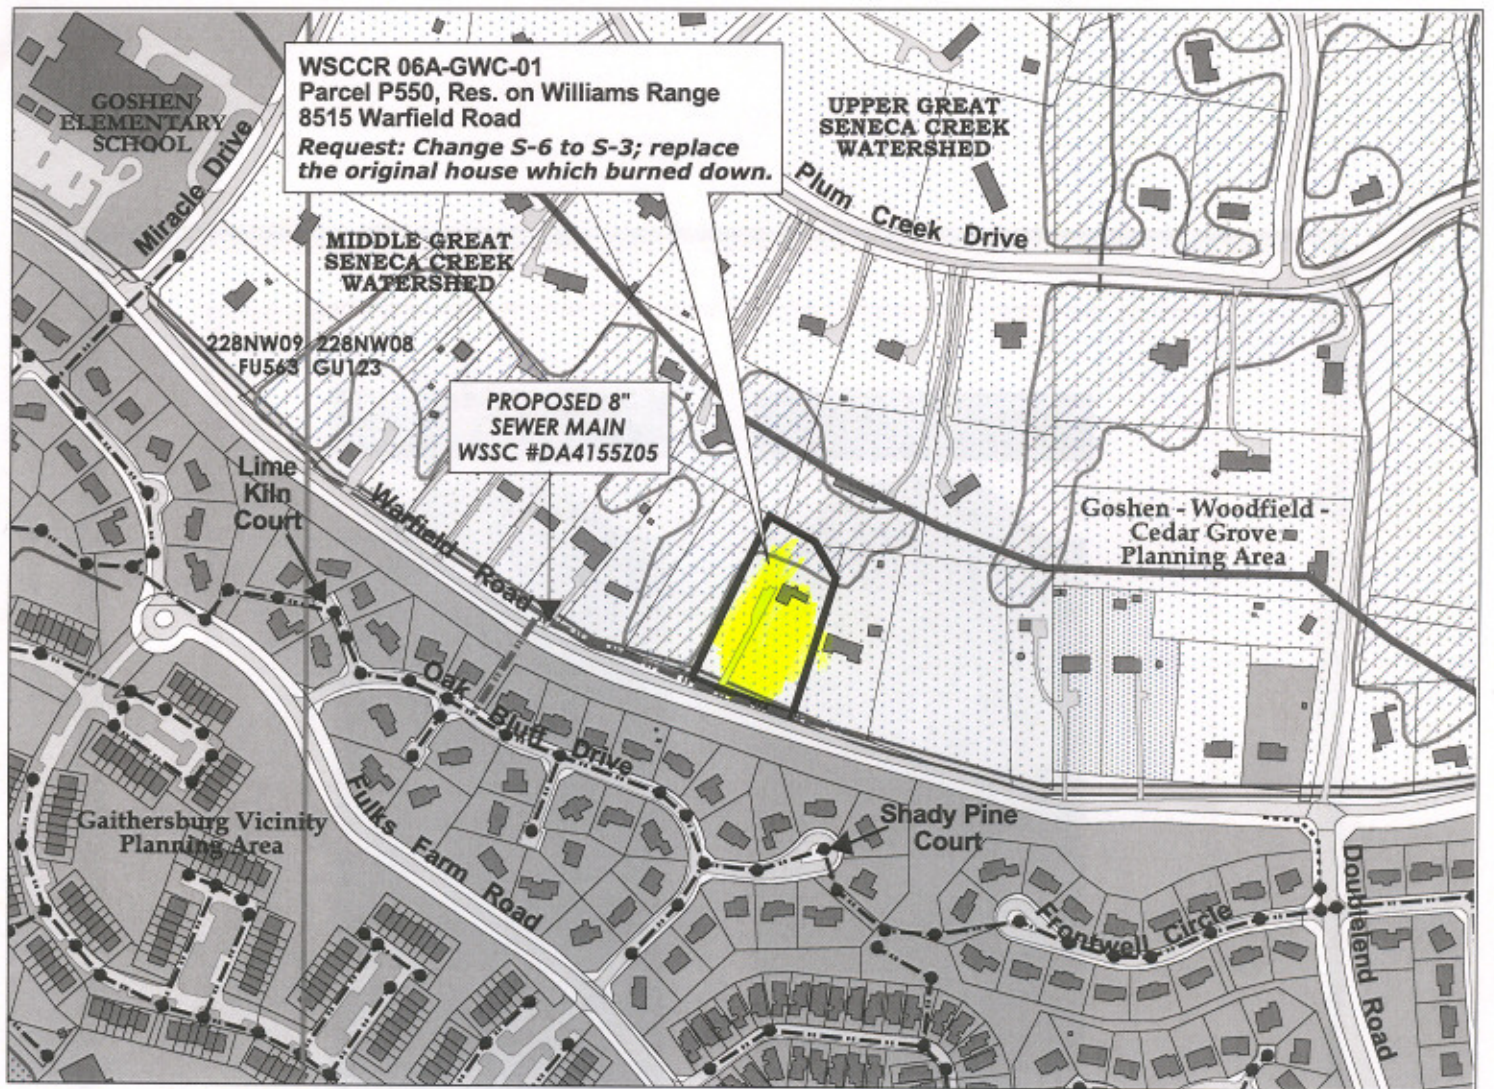 WSCCR 06A-GWC-01
Parcel P550, Res. on Williams Range
8515 Warfield Road
Request: Change S-6 to S-3; replace
the original house which burned down.
GOSHEN
ELEMENTARY
SCHOOL
Miracle Drive
UPPER GREAT
SENECA CREEK
WATERSHED
Plum Creek Drive
MIDDLE GREAT
SENECA CREEK
WATERSHED
228NW09 228NW08
FU563 GU123
PROPOSED 8"
SEWER MAIN
WSSC #DA4155Z05
Lime
Kiln
Court
Warfield Road
Goshen - Woodfield -
Cedar Grove
Planning Area
Oak Bluff Drive
Fulks Farm Road
Gaithersburg Vicinity
Planning Area
Shady Pine
Court
Frontwell Circle
Doubleland Road